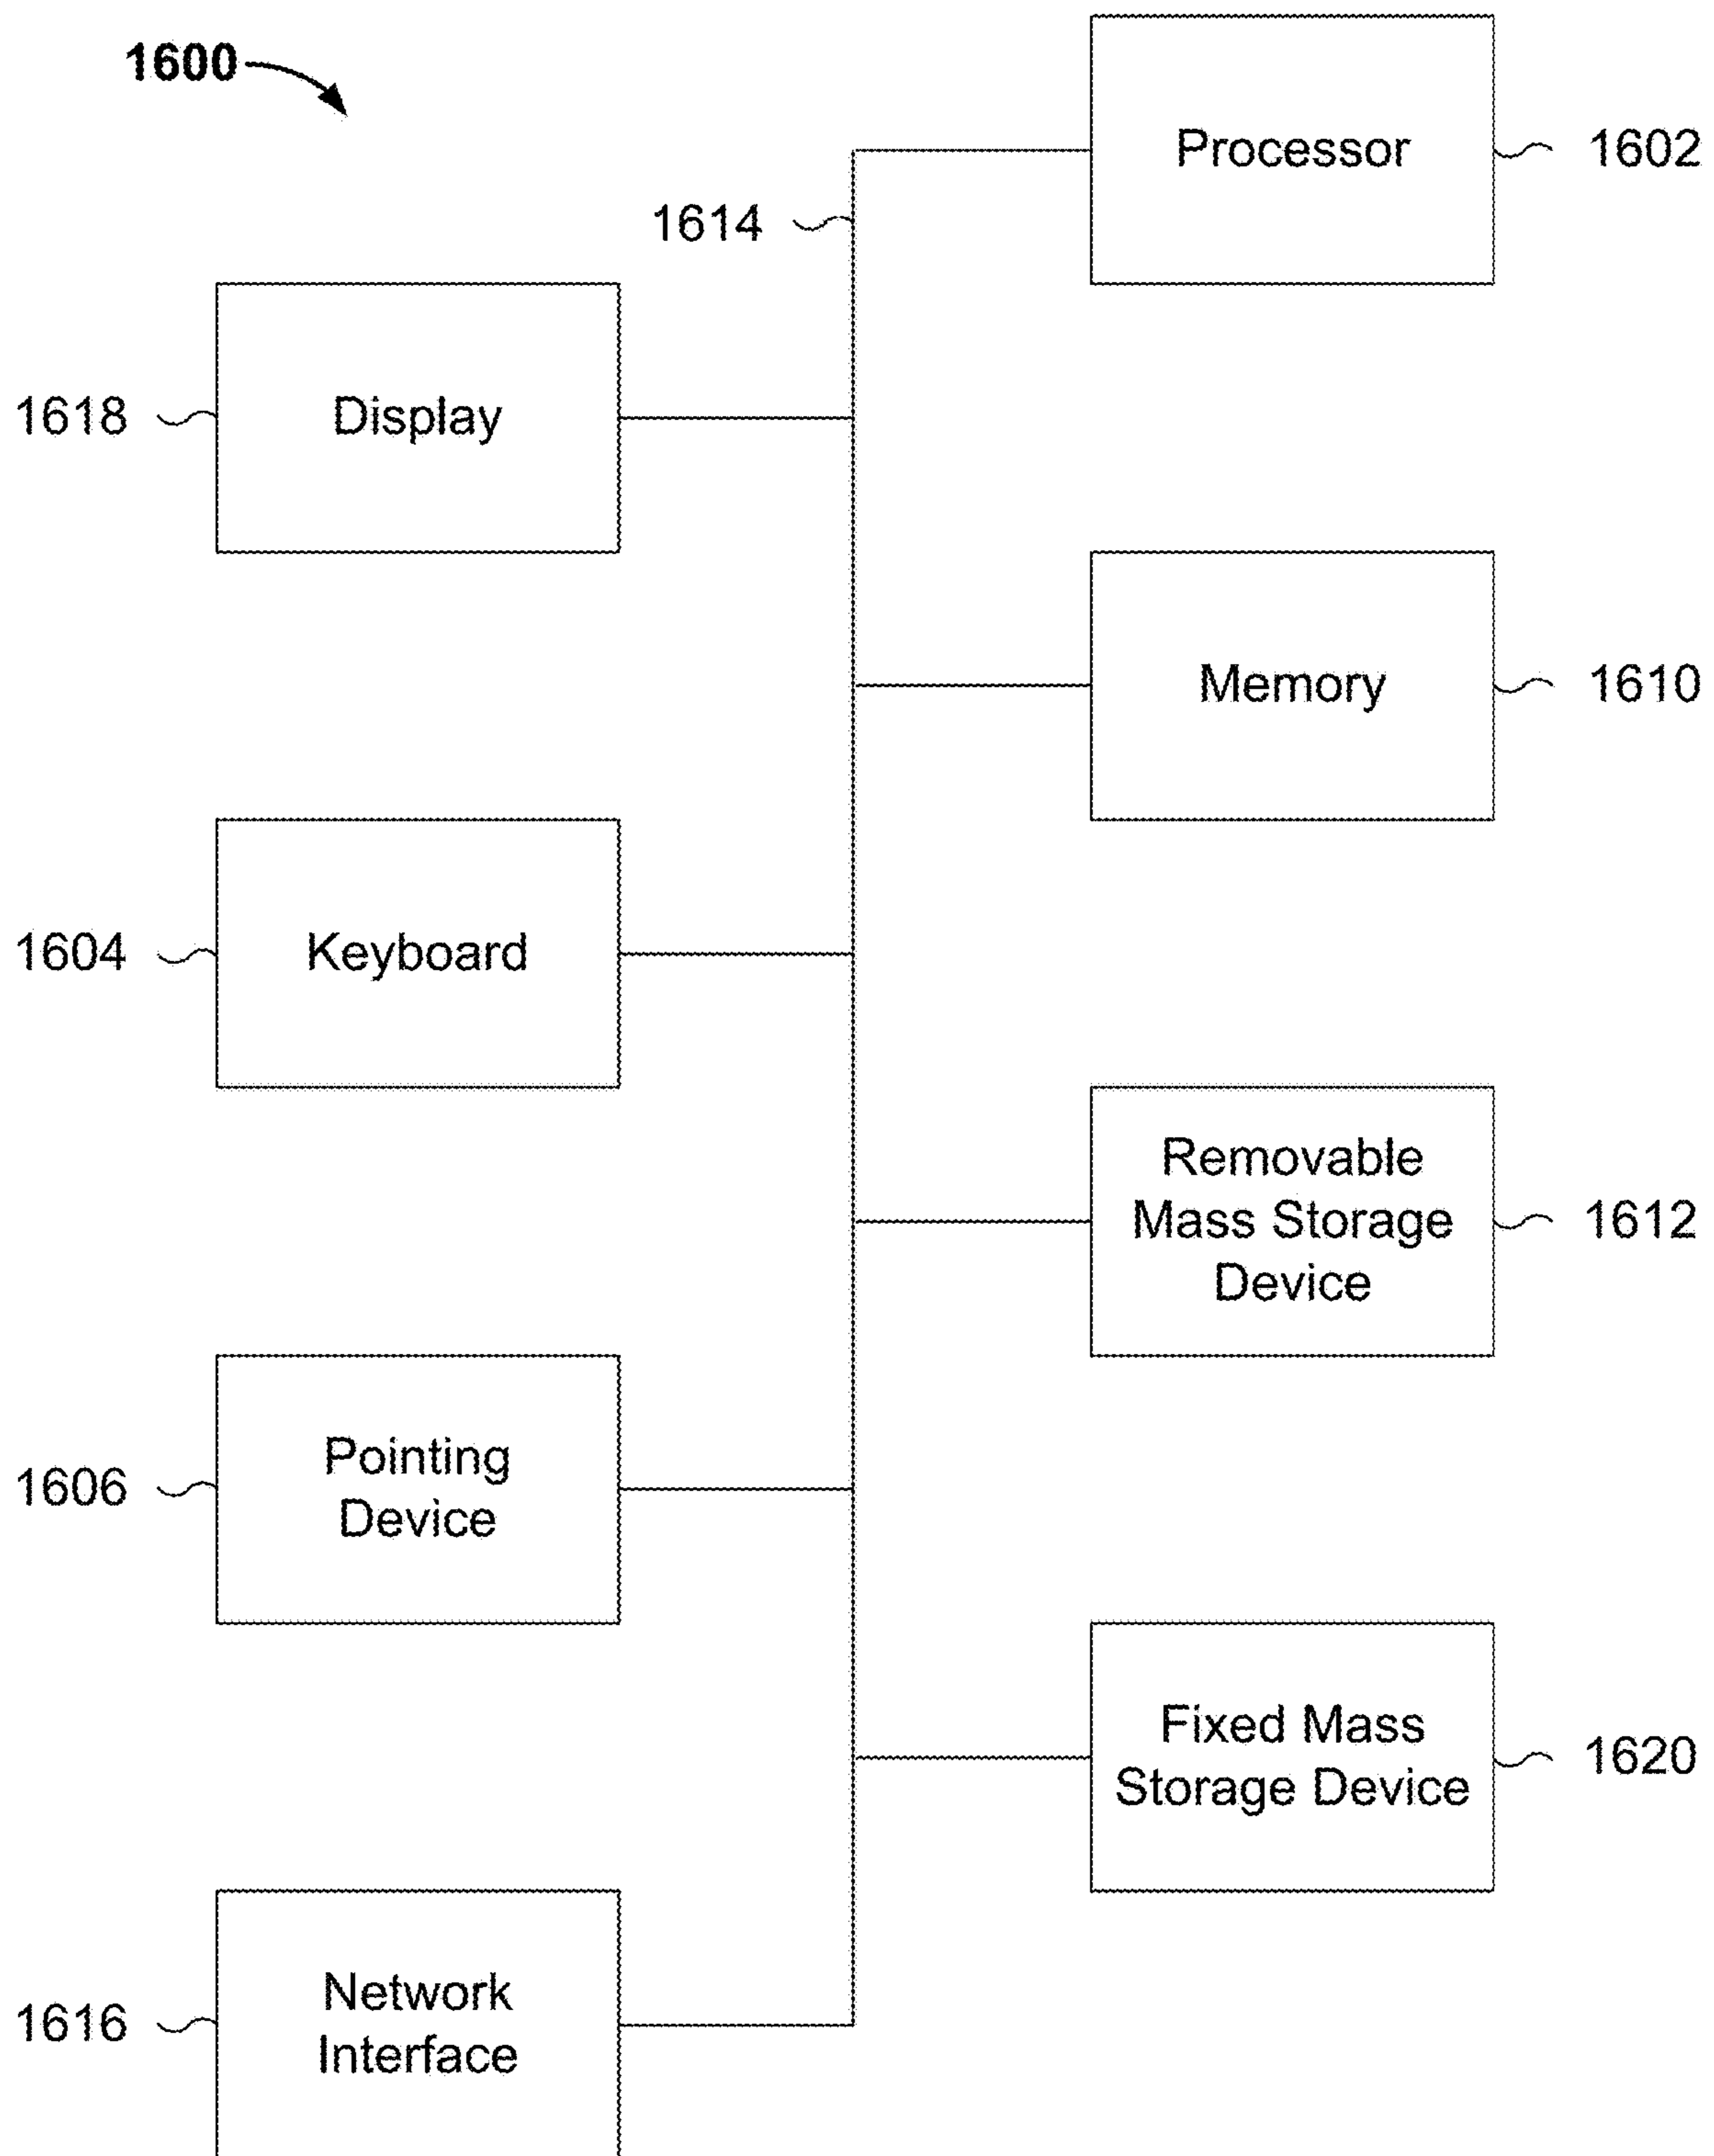 1600
Processor
1602
1614
1618
Display
Memory
1610
1604
Keyboard
Removable
Mass Storage
Device
1612
1606
Pointing
Device
Fixed Mass
Storage Device
1620
1616
Network
Interface